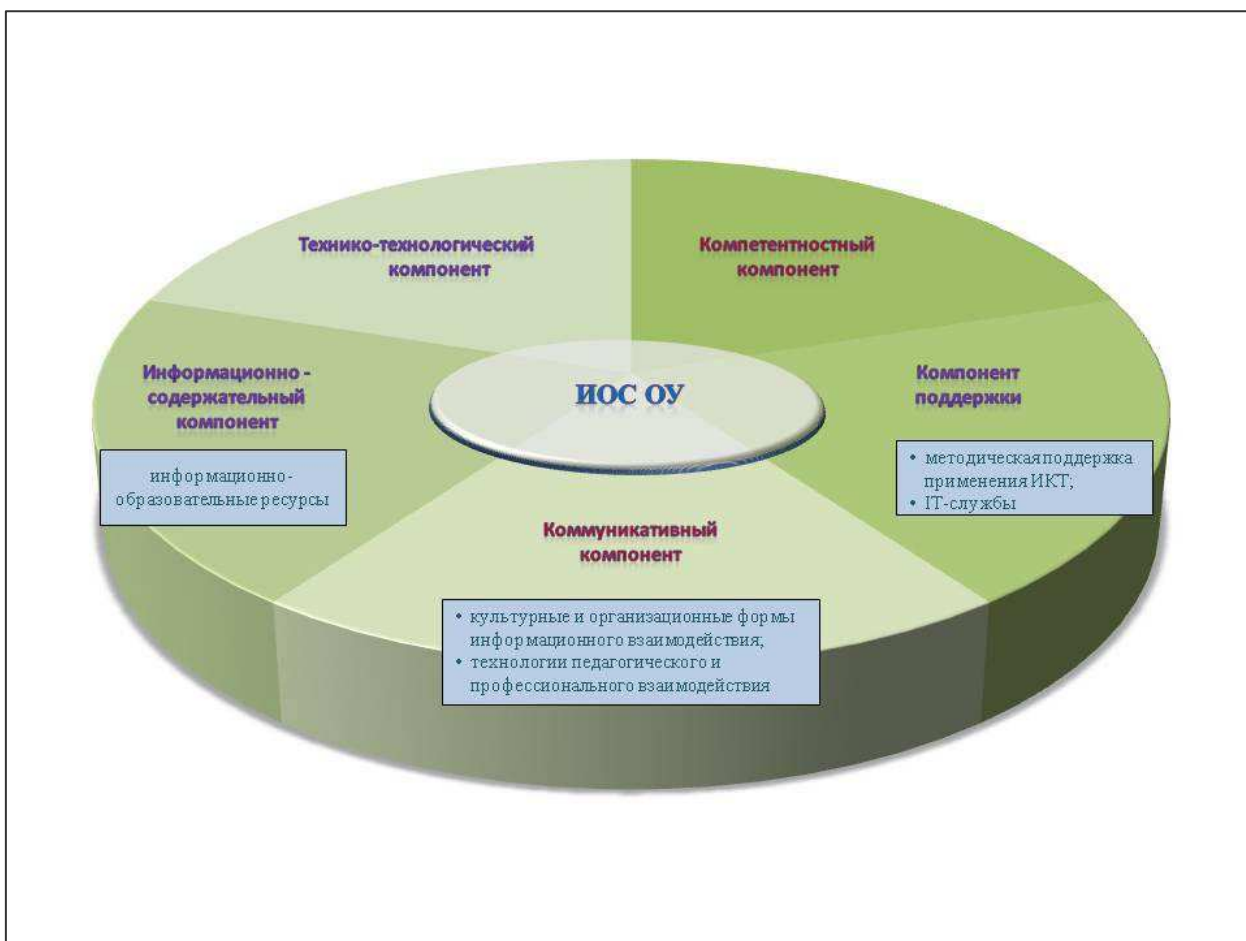 Технико-технологический
компонент
Компетентностный
компонент
Информационно -
содержательный
компонент
информационно-
образовательные ресурсы
ИОС ОУ
Компонент
поддержки
• методическая поддержка
применения ИКТ;
• IT-службы
Коммуникативный
компонент
• культурные и организационные формы
информационного взаимодействия;
• технологии педагогического и
профессионального взаимодействия